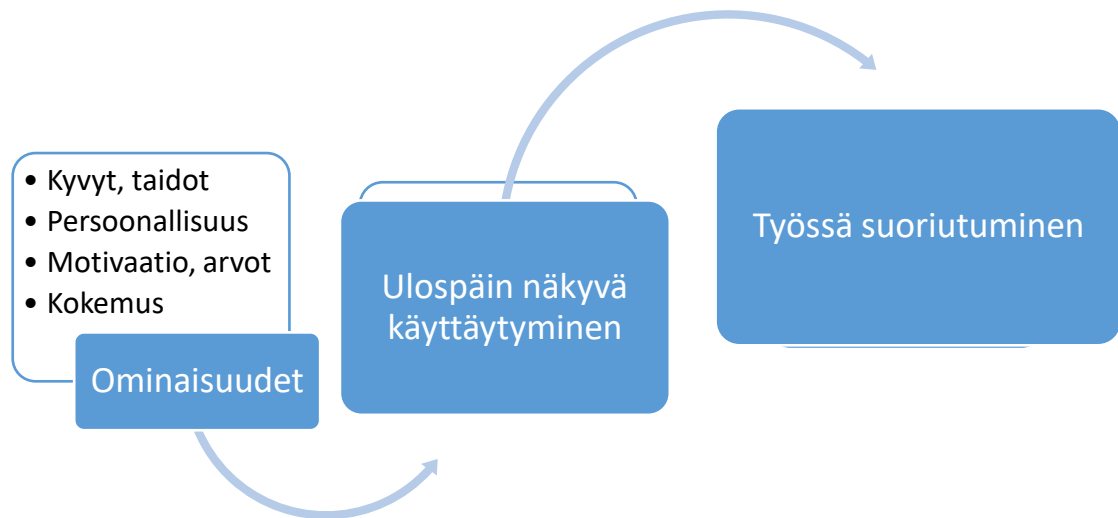 • Kyvyt, taidot
• Persoonallisuus
• Motivaatio, arvot
• Kokemus
Ominaisuudet
Ulospäin näkyvä
käyttäytyminen
Työssä suoriutuminen